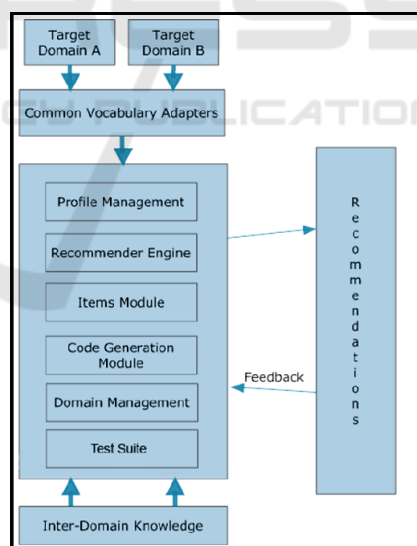 Target
Domain A
Target
Domain B
Common Vocabulary Adapters
Profile Management
Recommender Engine
Items Module
Code Generation
Module
Domain Management
Test Suite
Inter-Domain Knowledge
Feedback
R
e
c
o
m
m
e
n
d
a
t
i
o
n
s